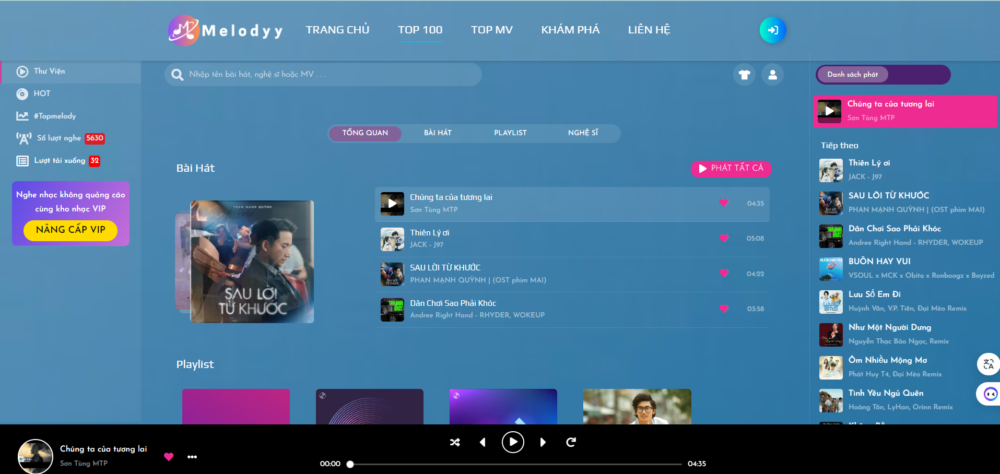 Melodyy
TRANG CHỦ
TOP 100
TOP MV
KHÁM PHÁ
LIÊN HỆ
Thư Viện
HOT
#Topmelody
Số lượt nghe 5630
Lượt tải xuống 32
Nghe nhạc không quảng cáo
cùng kho nhạc VIP
NÂNG CẤP VIP
Nhập tên bài hát, nghệ sĩ hoặc MV . . .
TỔNG QUAN
BÀI HÁT
PLAYLIST
NGHỆ SĨ
Bài Hát
PHÁT TẤT CẢ
PHAN MẠNH QUỲNH
SAU LỜI
TỪ KHƯỚC
Chúng ta của tương lai
Sơn Tùng MTP
04:35
Thiên Lý ơi
JACK - J97
05:08
SAU LỜI TỪ KHƯỚC
PHAN MẠNH QUỲNH | (OST phim MAI)
04:22
Dân Chơi Sao Phải Khóc
Andree Right Hand - RHYDER, WOKEUP
03:58
Playlist
Danh sách phát
Chúng ta của tương lai
Sơn Tùng MTP
Tiếp theo
Thiên Lý ơi
JACK - J97
SAU LỜI TỪ KHƯỚC
PHAN MẠNH QUỲNH | (OST phim MAI)
Dân Chơi Sao Phải Khóc
Andree Right Hand - RHYDER, WOKEUP
BUỒN HAY VUI
VSOUL x MCK x Obito x Ronboogz x Boyzed
Lưu Số Em Đi
Huỳnh Văn, V.P. Tiên, Đại Mèo Remix
Như Một Người Dưng
Nguyễn Thạc Bảo Ngọc, Remix
Ôm Nhiều Mộng Mơ
Phát Huy T4, Đại Mèo Remix
Tình Yêu Ngủ Quên
Hoàng Tôn, LyHan, Orinn Remix
Chúng ta của tương lai
Sơn Tùng MTP
00:00
04:35